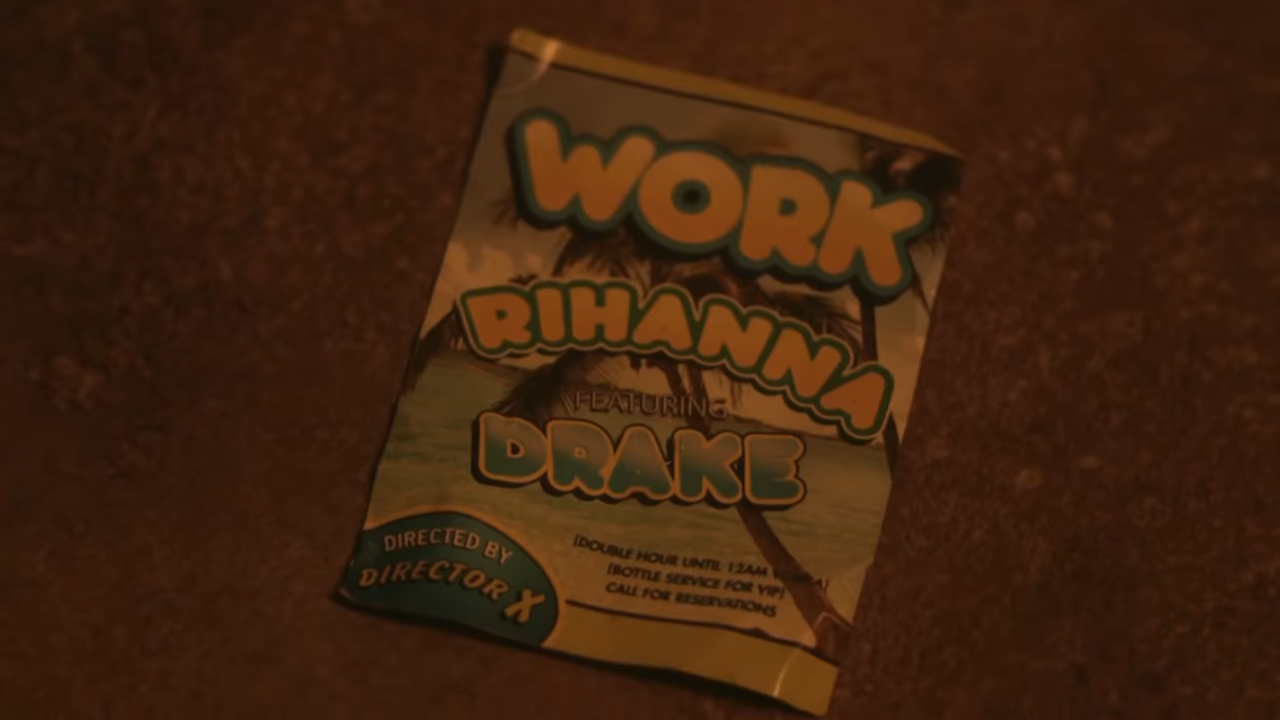 WORK
RIHANNA
FEATURING
DRAKE
DIRECTED BY
DIRECTOR X
[DOUBLE HOUR UNTIL 12AM
[BOTTLE SERVICE FOR VIP]
CALL FOR RESERVATIONS